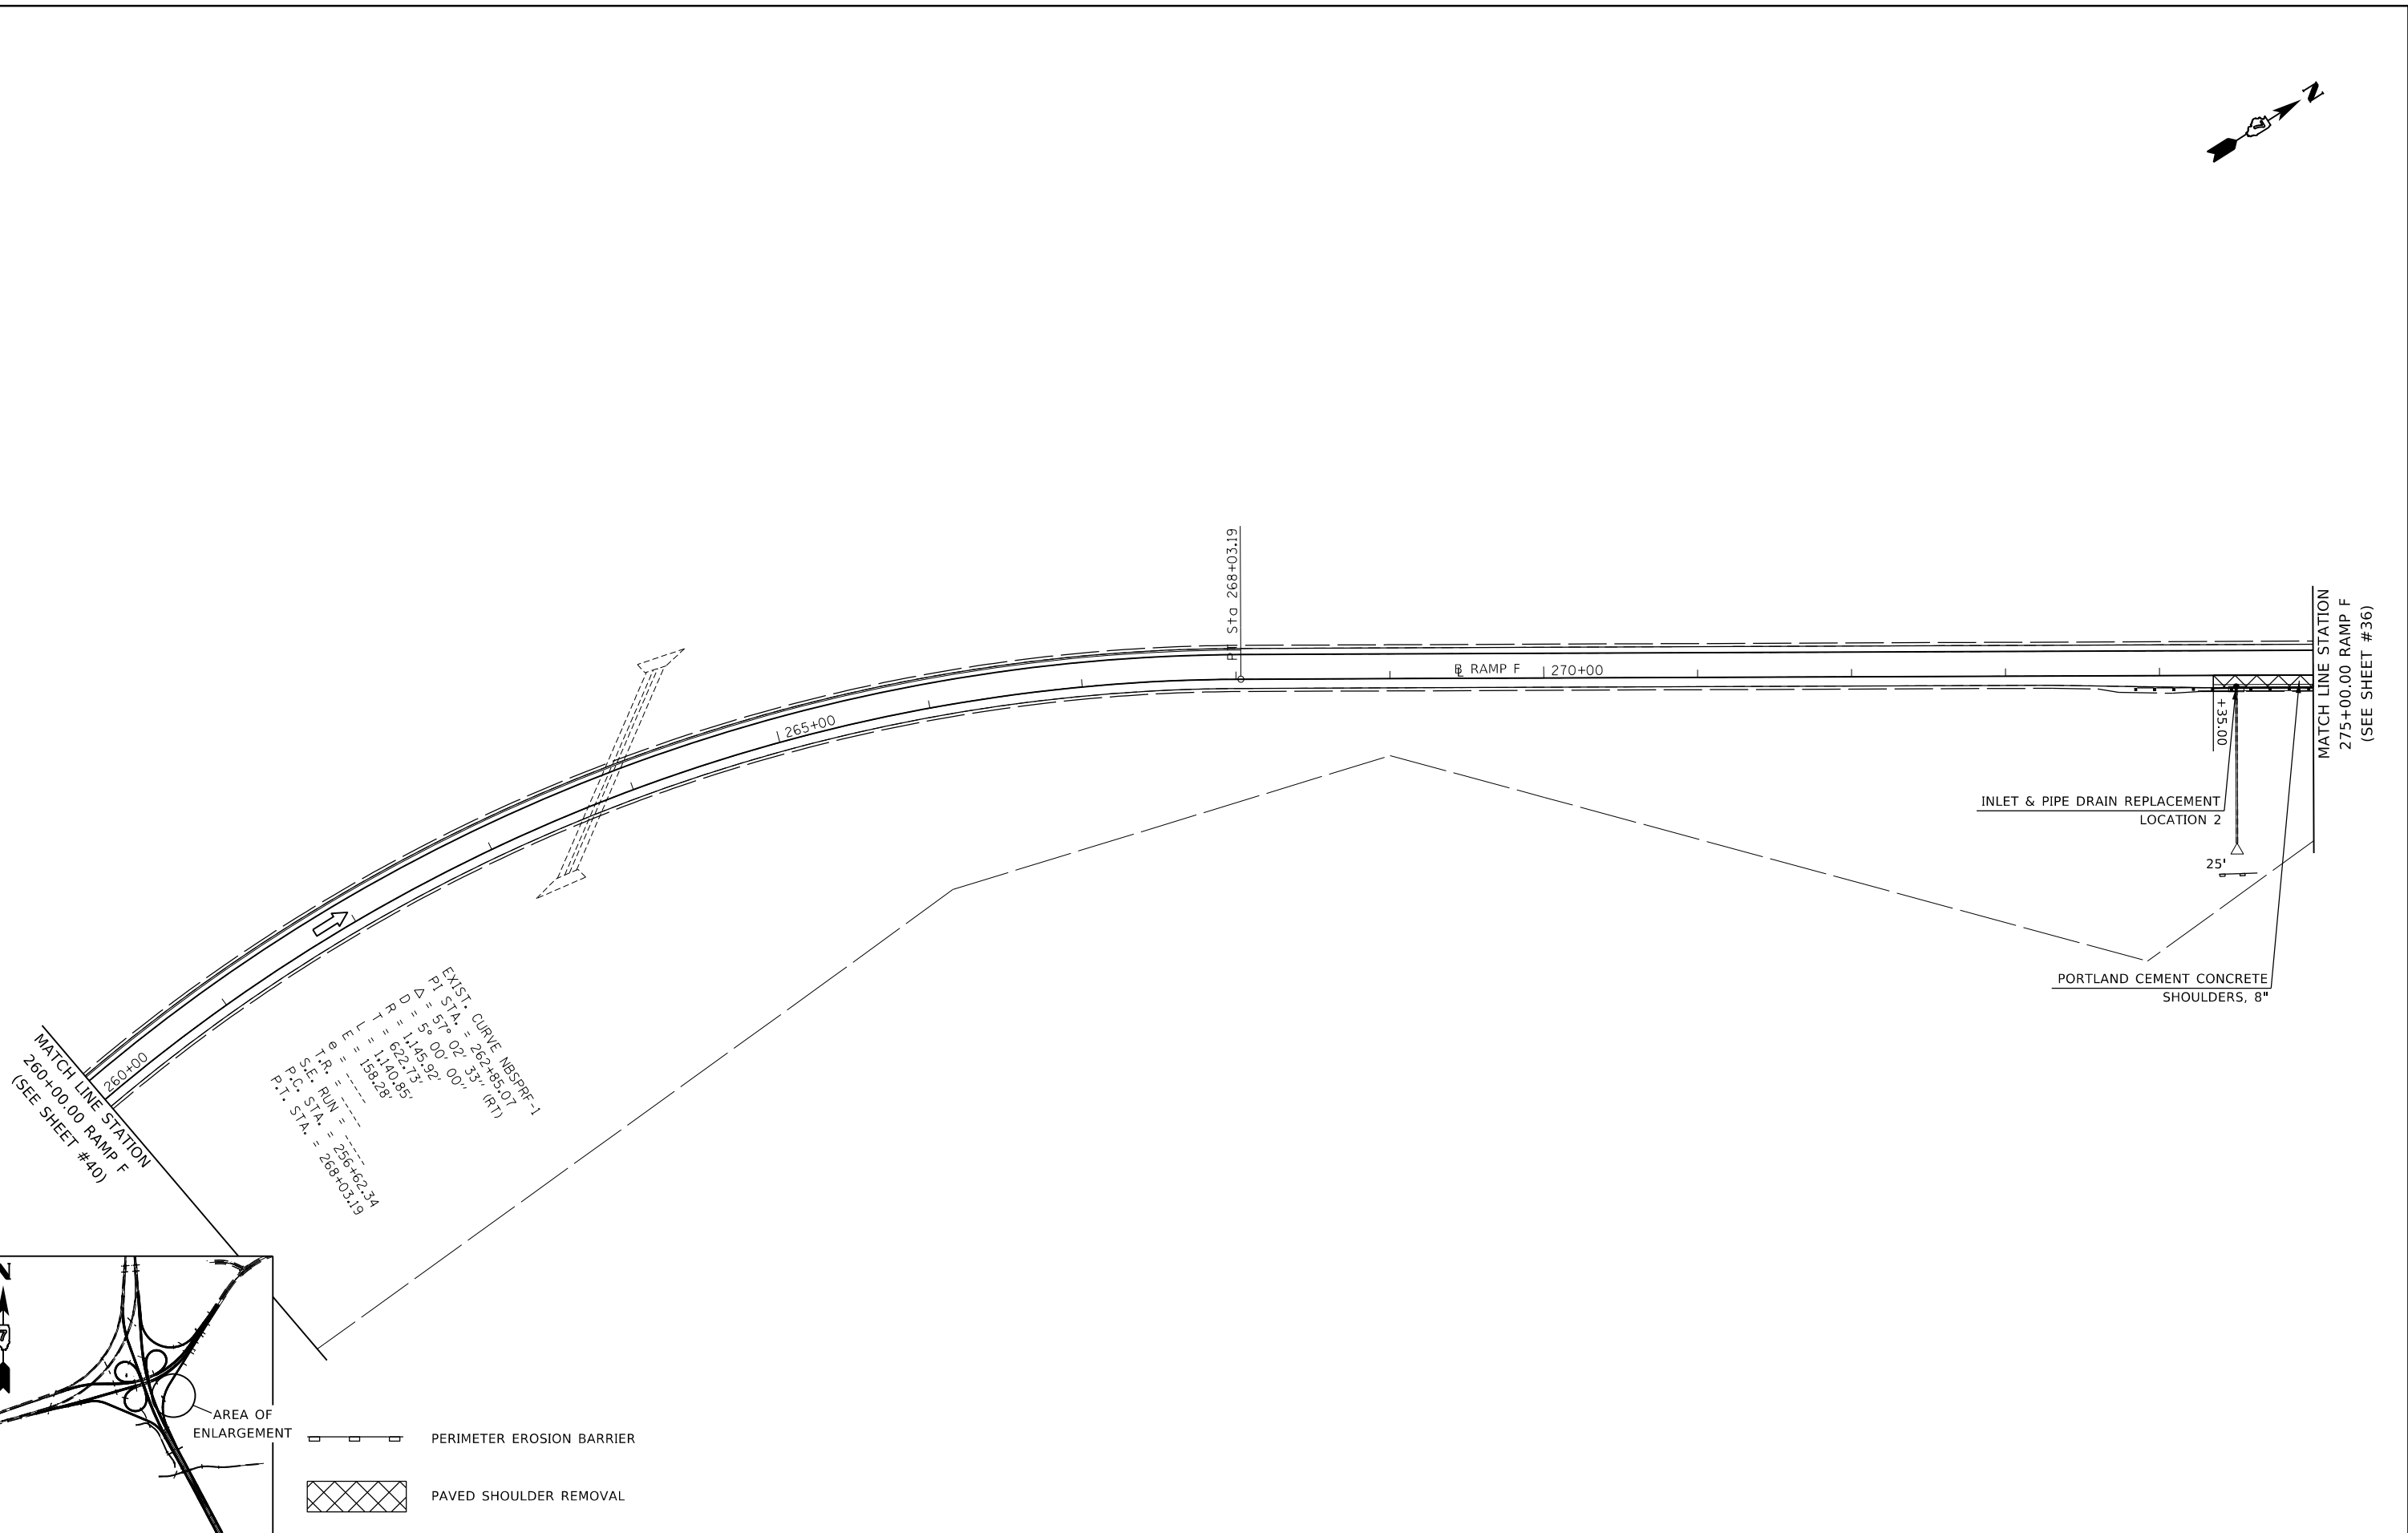 N
PI Sta 268+03.19
MATCH LINE STATION
275+00.00 RAMP F
(SEE SHEET #36)
B RAMP F
270+00
265+00
260+00
+35.00
INLET & PIPE DRAIN REPLACEMENT
LOCATION 2
25'
PORTLAND CEMENT CONCRETE
SHOULDERS, 8"
EXIST. CURVE NBSPRF-1
PI STA. = 262+85.07
△ = 57° 02' 33'' (RT)
D = 5° 00' 00''
R = 1,145.92'
T = 622.73'
L = 1,140.85'
E = 158.28'
e = -----
T.R. = -----
S.E. RUN = -----
P.C. STA. = 256+62.34
P.T. STA. = 268+03.19
MATCH LINE STATION
260+00.00 RAMP F
(SEE SHEET #40)
N
7
AREA OF
ENLARGEMENT
PERIMETER EROSION BARRIER
PAVED SHOULDER REMOVAL